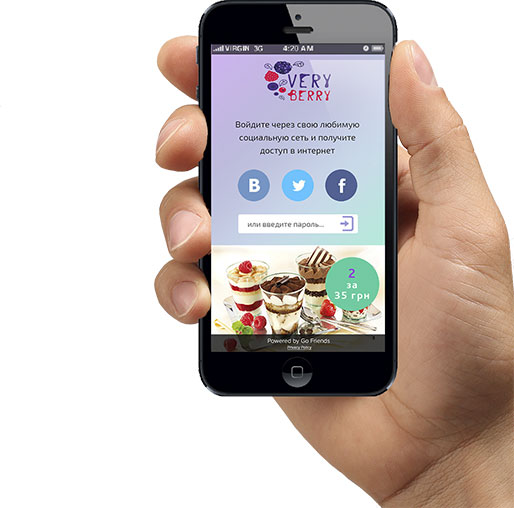 VIRGIN 3G 4:20 AM
VERY
BERRY
Войдите через свою любимую
социальную сеть и получите
доступ в интернет
B f
или введите пароль...
2
за
35 грн
Powered by Go Friends
Privacy Policy